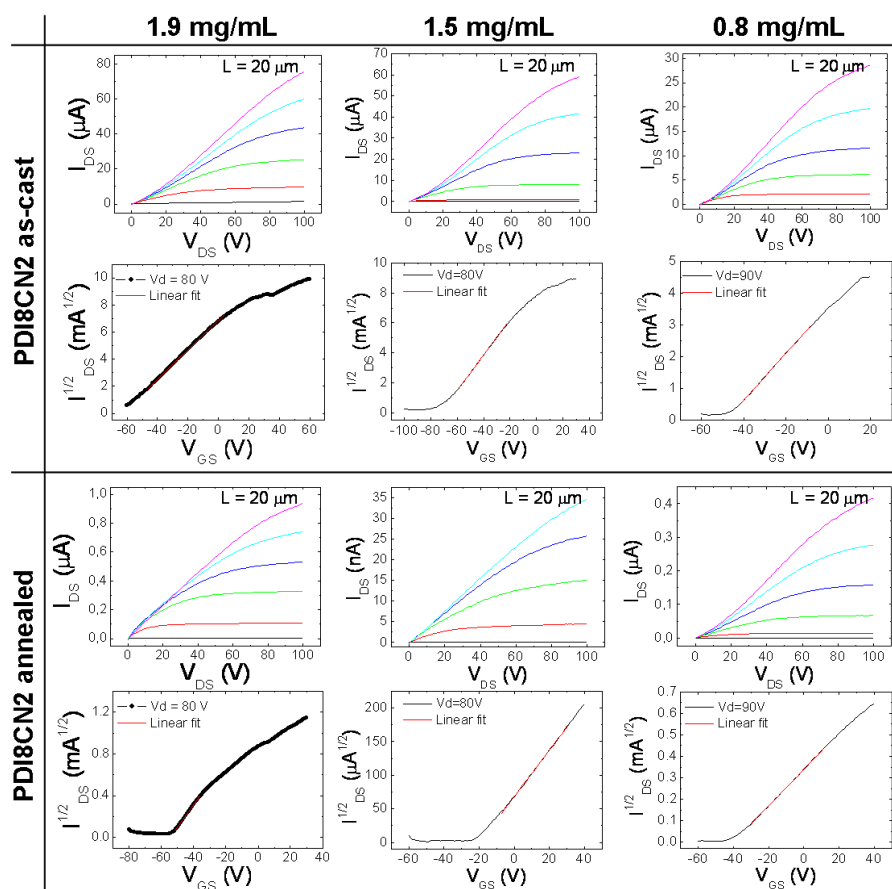 1.9 mg/mL 1.5 mg/mL 0.8 mg/mL
PDI8CN2 as-cast
L = 20 μm
80
60
40
20
0
I_DS (μA)
0 20 40 60 80 100
V_DS (V)
L = 20 μm
70
60
50
40
30
20
10
0
I_DS (μA)
0 20 40 60 80 100
V_DS (V)
L = 20 μm
30
25
20
15
10
5
0
I_DS (μA)
0 20 40 60 80 100
V_DS (V)
Vd = 80 V
Linear fit
10
8
6
4
2
0
I^1/2_DS (mA^1/2)
-60 -40 -20 0 20 40 60
V_GS (V)
Vd=80V
Linear fit
10
8
6
4
2
0
I^1/2_DS (mA^1/2)
-100 -80 -60 -40 -20 0 20 40
V_GS (V)
Vd=90V
Linear fit
5
4
3
2
1
0
I^1/2_DS (mA^1/2)
-60 -40 -20 0 20
V_GS (V)
PDI8CN2 annealed
L = 20 μm
1,0
0,8
0,6
0,4
0,2
0,0
I_DS (μA)
0 20 40 60 80 100
V_DS (V)
L = 20 μm
35
30
25
20
15
10
5
0
I_DS (nA)
0 20 40 60 80 100
V_DS (V)
L = 20 μm
0,4
0,3
0,2
0,1
0,0
I_DS (μA)
0 20 40 60 80 100
V_DS (V)
Vd = 80 V
Linear fit
1.2
0.8
0.4
0.0
I^1/2_DS (mA^1/2)
-80 -60 -40 -20 0 20 40
V_GS (V)
Vd=80V
Linear fit
200
150
100
50
0
I^1/2_DS (μA^1/2)
-60 -40 -20 0 20 40
V_GS (V)
Vd=90V
Linear fit
0.7
0.6
0.5
0.4
0.3
0.2
0.1
0.0
I^1/2_DS (mA^1/2)
-60 -40 -20 0 20 40
V_GS (V)